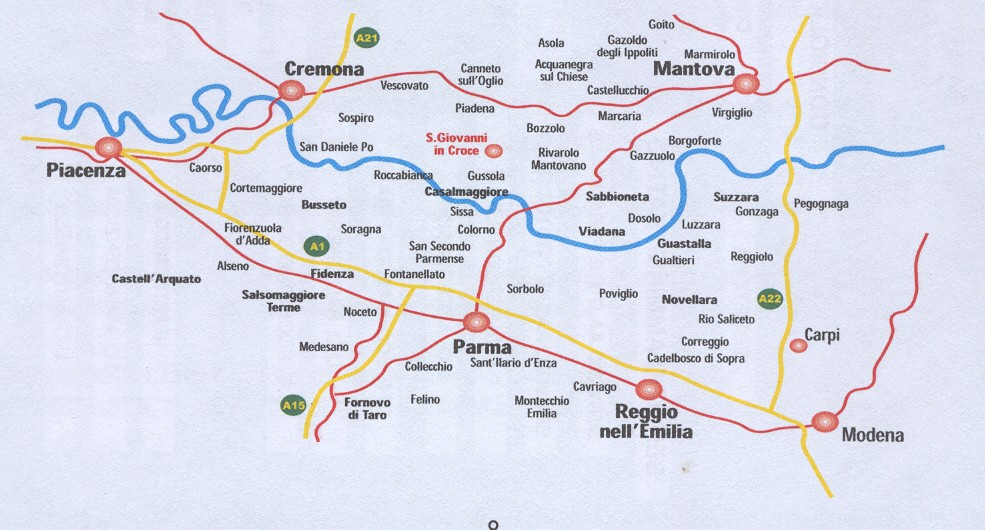 Goito
A21
Asola
Gazoldo
degli Ippoliti
Marmirolo
Cremona
Canneto
sull'Oglio
Acquanegra
sul Chiese
Mantova
Vescovato
Castellucchio
Piadena
Marcaria
Virgiglio
Sospiro
Bozzolo
S.Giovanni
in Croce
Borgoforte
San Daniele Po
Rivarolo
Mantovano
Gazzuolo
Piacenza
Caorso
Roccabianca
Gussola
Cortemaggiore
Casalmaggiore
Sabbioneta
Suzzara
Busseto
Pegognaga
Sissa
Gonzaga
Dosolo
Luzzara
Fiorenzuola
d'Adda
Soragna
Colorno
Viadana
A1
San Secondo
Parmense
Guastalla
Gualtieri
Reggiolo
Alseno
Fidenza
Fontanellato
Castell'Arquato
Salsomaggiore
Terme
Sorbolo
Poviglio
Novellara
A22
Noceto
Rio Saliceto
Carpi
Medesano
Parma
Correggio
Cadelbosco di Sopra
Collecchio
Sant'Ilario d'Enza
Cavriago
A15
Fornovo
di Taro
Felino
Montecchio
Emilia
Reggio
nell'Emilia
Modena